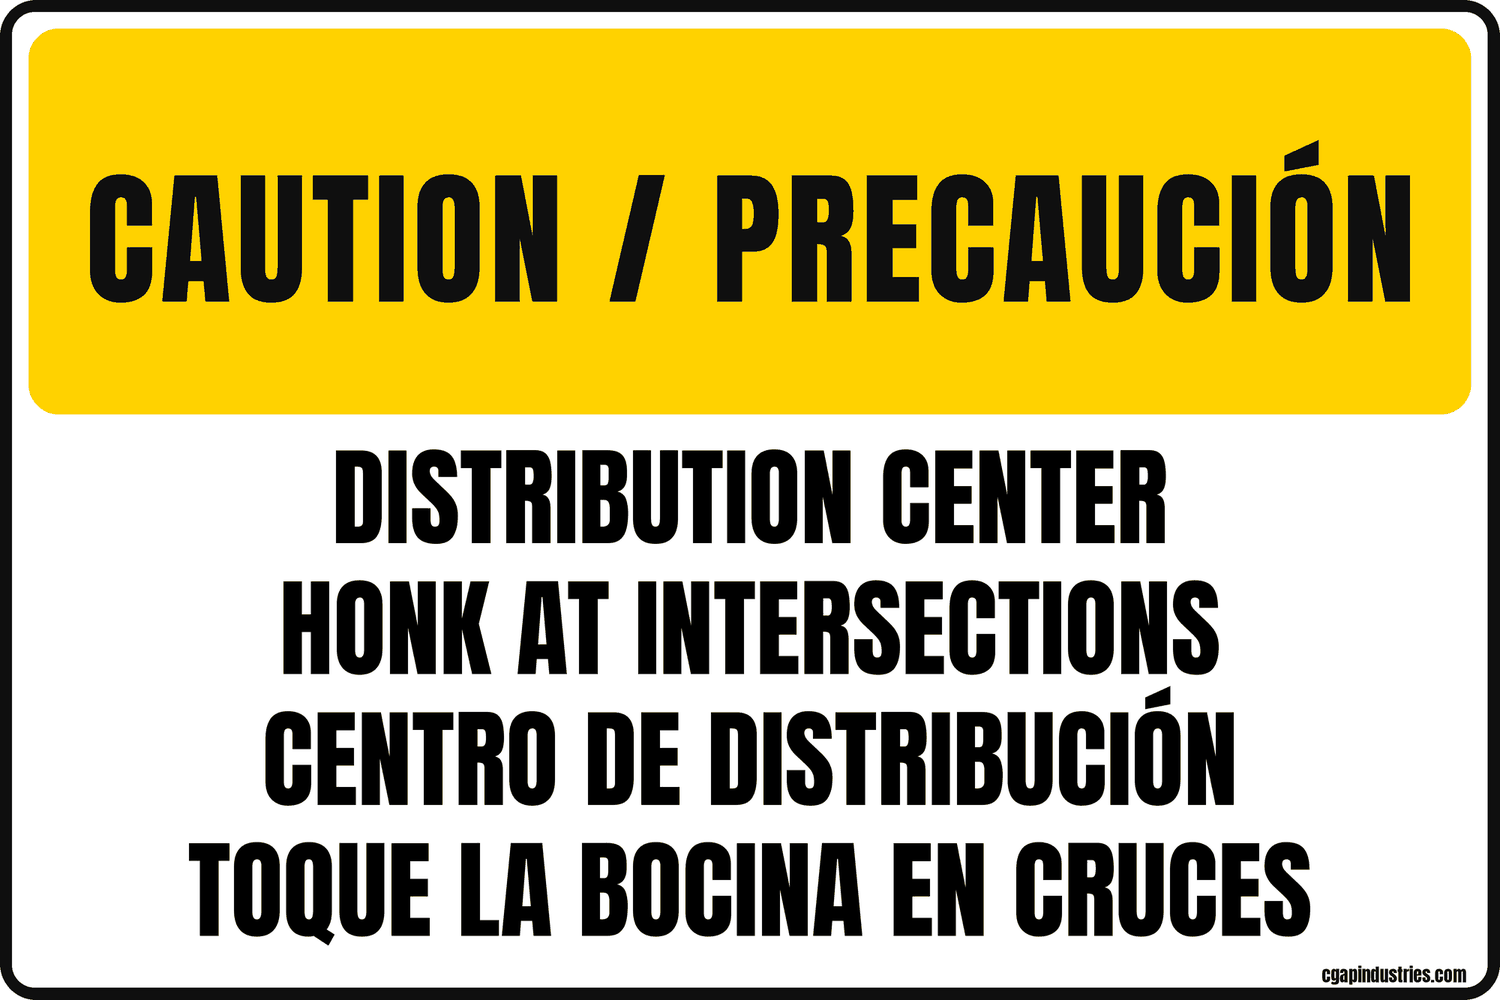 CAUTION / PRECAUCIÓN
DISTRIBUTION CENTER
HONK AT INTERSECTIONS
CENTRO DE DISTRIBUCIÓN
TOQUE LA BOCINA EN CRUCES
cgapindustries.com